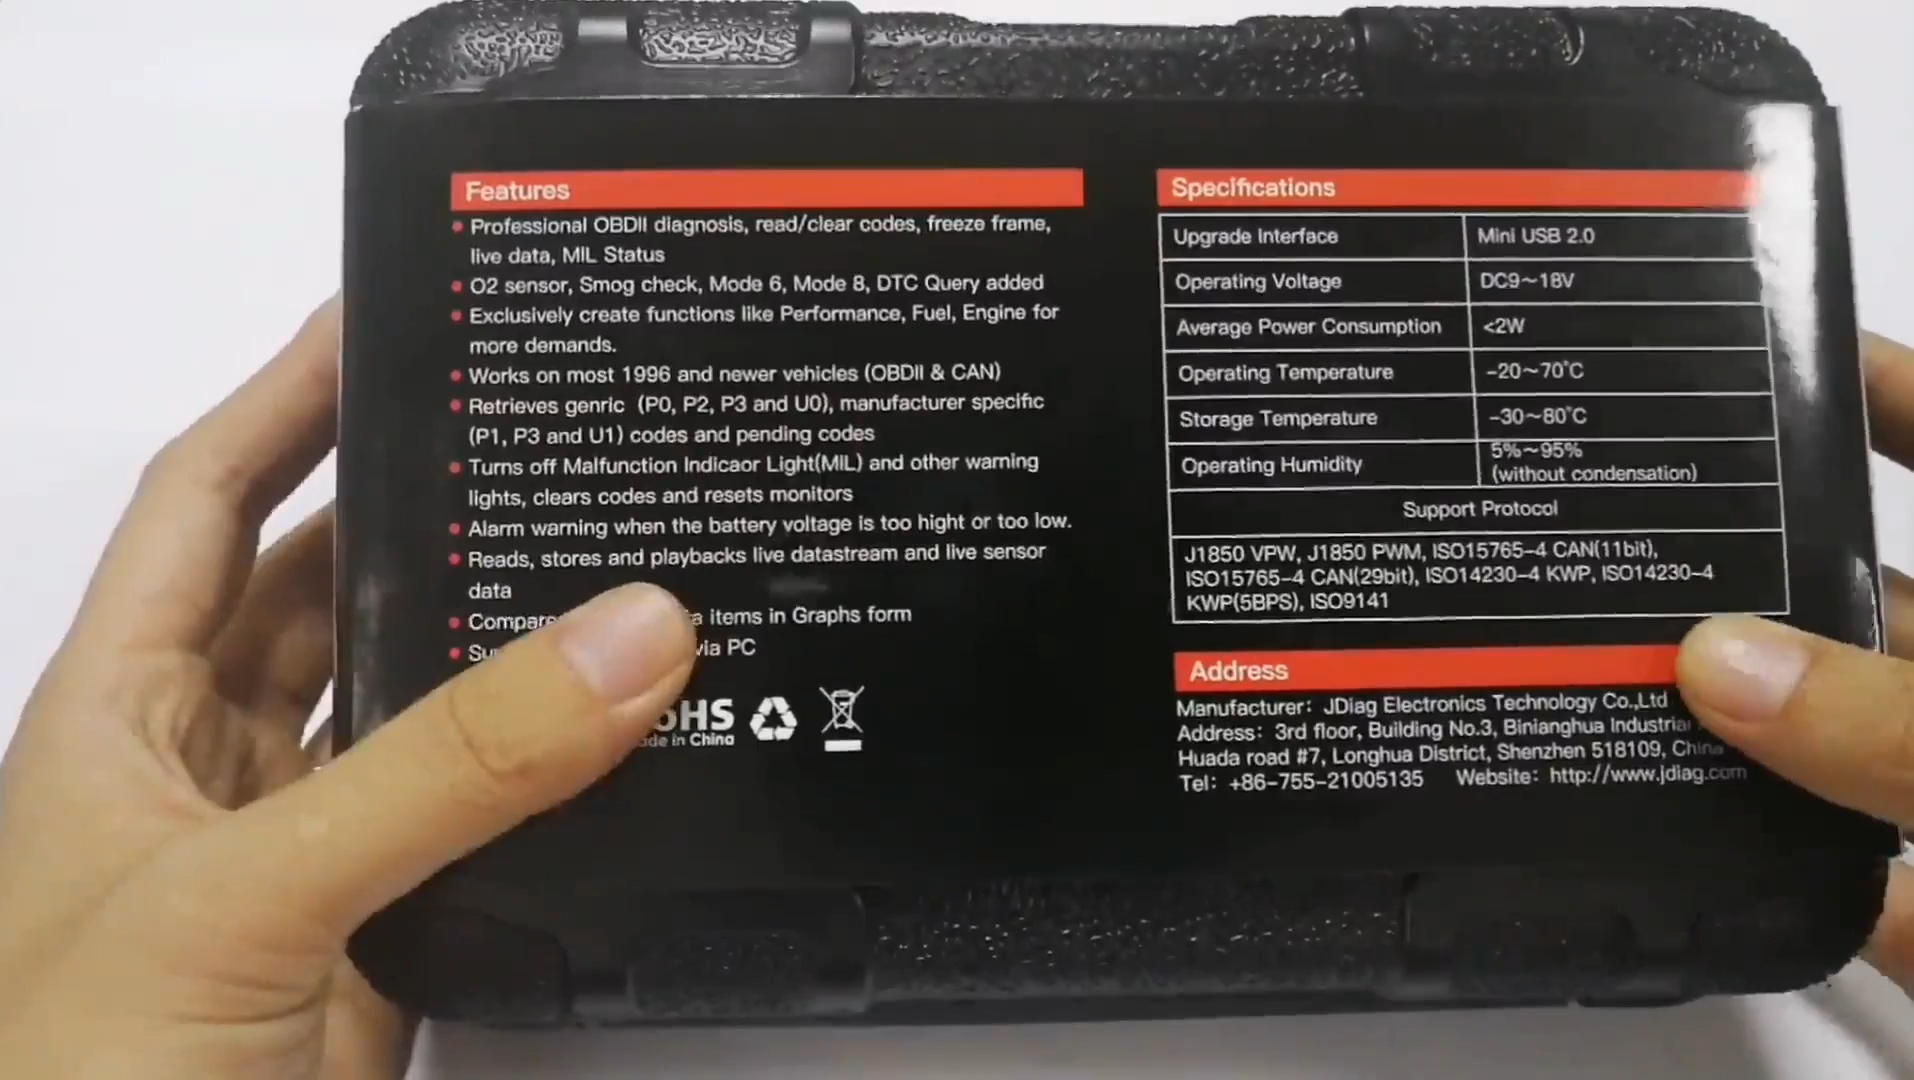 Features
Professional OBDII diagnosis, read/clear codes, freeze frame,
live data, MIL Status
O2 sensor, Smog check, Mode 6, Mode 8, DTC Query added
Exclusively create functions like Performance, Fuel, Engine for
more demands.
Works on most 1996 and newer vehicles (OBDII & CAN)
Retrieves genric (P0, P2, P3 and U0), manufacturer specific
(P1, P3 and U1) codes and pending codes
Turns off Malfunction Indicaor Light(MIL) and other warning
lights, clears codes and resets monitors
Alarm warning when the battery voltage is too hight or too low.
Reads, stores and playbacks live datastream and live sensor
data
items in Graphs form
via PC
in China
Specifications
Upgrade Interface Mini USB 2.0
Operating Voltage DC9~18V
Average Power Consumption <2W
Operating Temperature -20~70°C
Storage Temperature -30~80°C
Operating Humidity 5%~95%
(without condensation)
Support Protocol
J1850 VPW, J1850 PWM, ISO15765-4 CAN(11bit),
ISO15765-4 CAN(29bit), ISO14230-4 KWP, ISO14230-4
KWP(5BPS), ISO9141
Address
Manufacturer: JDiag Electronics Technology Co.,Ltd
Address: 3rd floor, Building No.3, Binianghua Industrial
Huada road #7, Longhua District, Shenzhen 518109, China
Tel: +86-755-21005135 Website: http://www.jdiag.com